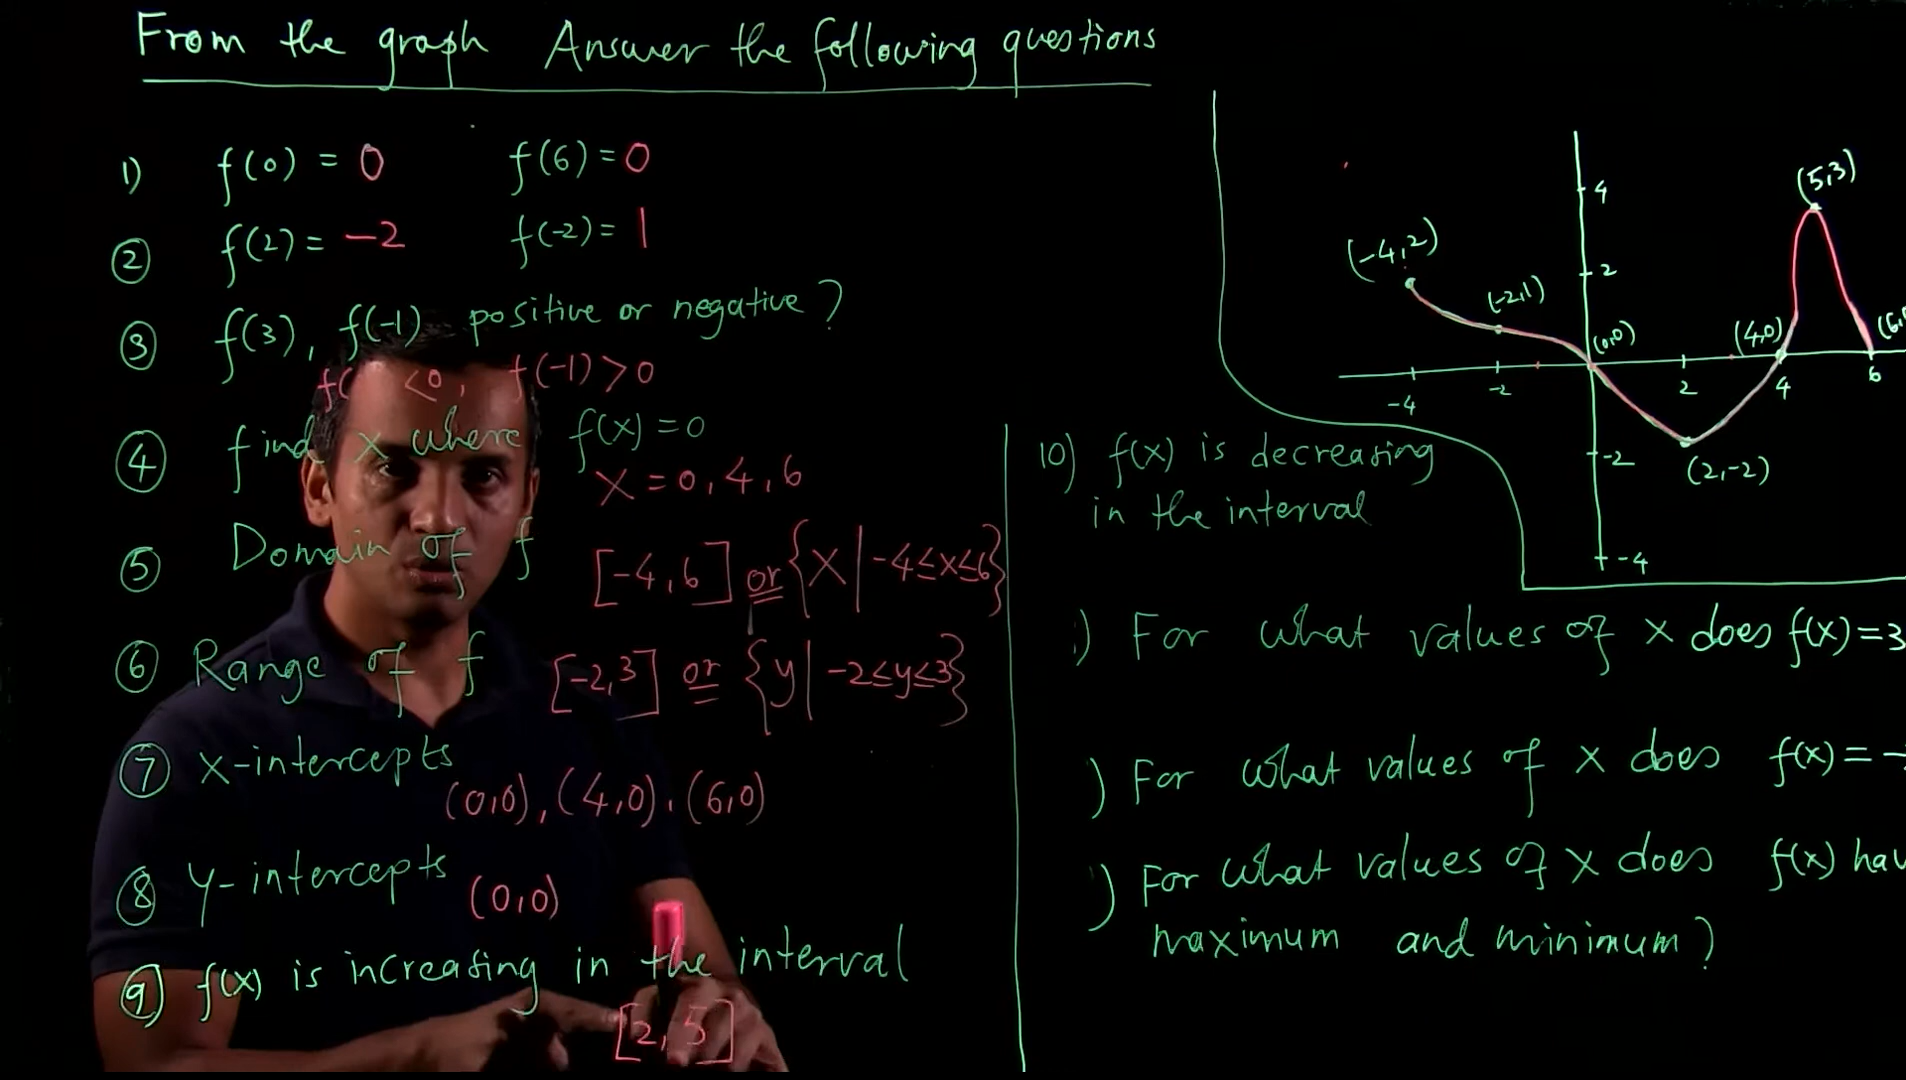 From the graph Answer the following questions
1) f(0) = 0 f(6) = 0
② f(2) = -2 f(-2) = 1
③ f(3), f(-1) positive or negative?
f( <0, f(-1) > 0
④ find x where f(x) = 0
x = 0, 4, 6
⑤ Domain of f [-4, 6] or {x | -4 ≤ x ≤ 6}
⑥ Range of f [-2, 3] or {y | -2 ≤ y ≤ 3}
⑦ x-intercepts
(0,0), (4,0), (6,0)
⑧ y-intercepts
(0,0)
⑨ f(x) is increasing in the interval
[2, 5]
10) f(x) is decreasing
in the interval
) For what values of x does f(x) = 3
) For what values of x does f(x) = -
) For what values of x does f(x) hav
maximum and minimum?
(5,3)
4
(-4,2)
2
(-2,1)
(0,0)
(4,0)
(6,
-4
-2
2
4
6
-2
(2,-2)
-4